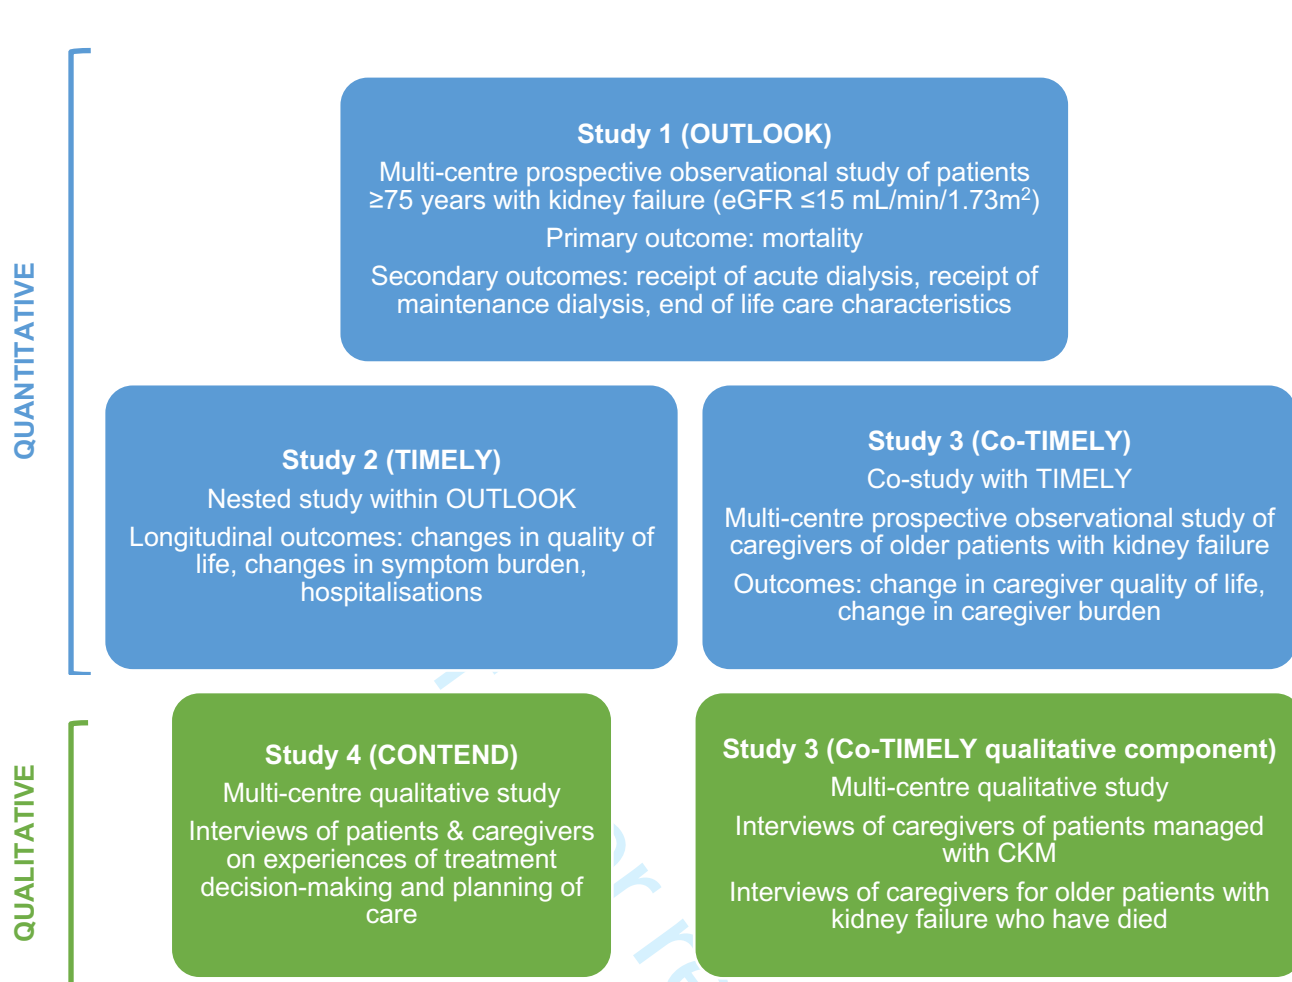 QUANTITATIVE
Study 1 (OUTLOOK)
Multi-centre prospective observational study of patients
≥75 years with kidney failure (eGFR ≤15 mL/min/1.73m²)
Primary outcome: mortality
Secondary outcomes: receipt of acute dialysis, receipt of
maintenance dialysis, end of life care characteristics
Study 2 (TIMELY)
Nested study within OUTLOOK
Longitudinal outcomes: changes in quality of
life, changes in symptom burden,
hospitalisations
Study 3 (Co-TIMELY)
Co-study with TIMELY
Multi-centre prospective observational study of
caregivers of older patients with kidney failure
Outcomes: change in caregiver quality of life,
change in caregiver burden
QUALITATIVE
Study 4 (CONTEND)
Multi-centre qualitative study
Interviews of patients & caregivers
on experiences of treatment
decision-making and planning of
care
Study 3 (Co-TIMELY qualitative component)
Multi-centre qualitative study
Interviews of caregivers of patients managed
with CKM
Interviews of caregivers for older patients with
kidney failure who have died